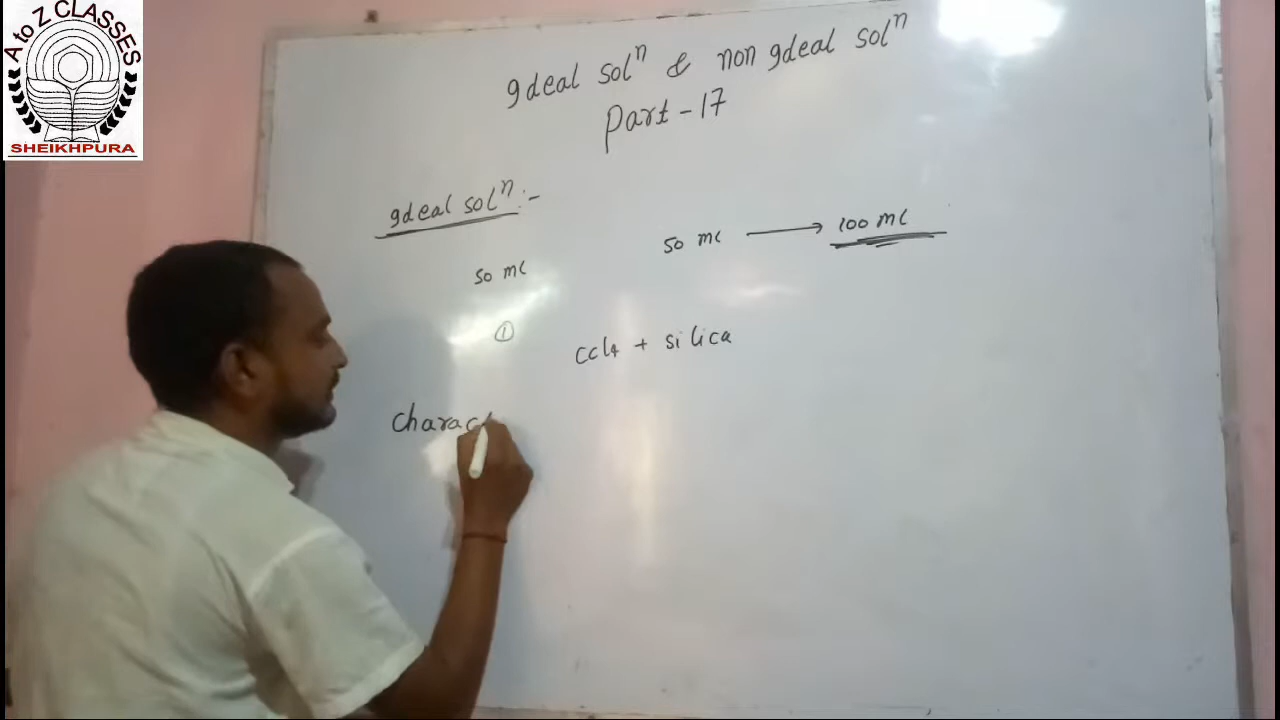 A to Z CLASSES
SHEIKHPURA
Ideal solⁿ & non Ideal solⁿ
Part - 17
Ideal solⁿ :-
50 ml 50 ml ⟶ 100 ml
① CCl4 + silica
Charact